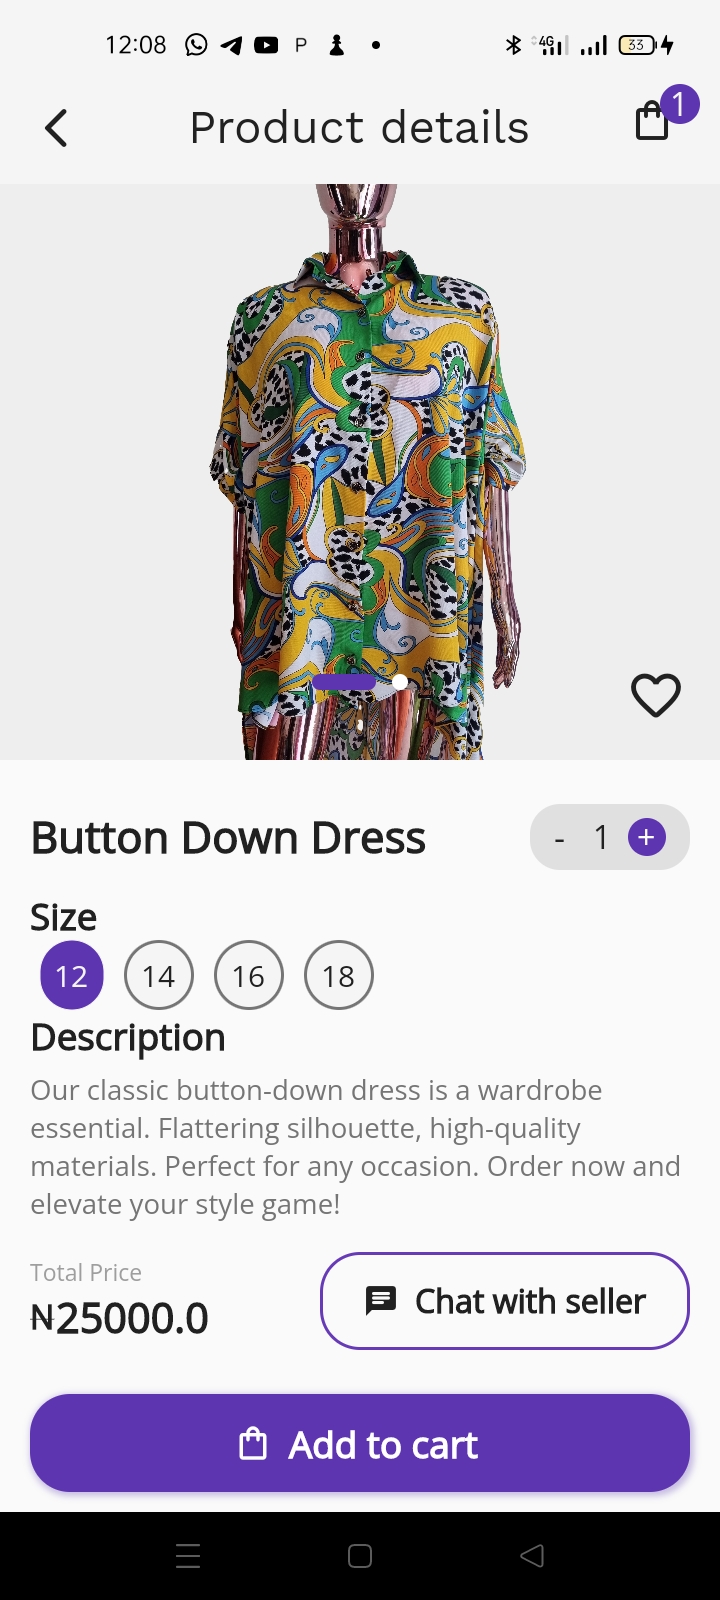 12:08 P 4G 33
Product details 1
Button Down Dress - 1 +
Size
12 14 16 18
Description
Our classic button-down dress is a wardrobe
essential. Flattering silhouette, high-quality
materials. Perfect for any occasion. Order now and
elevate your style game!
Total Price
₦25000.0
Chat with seller
Add to cart